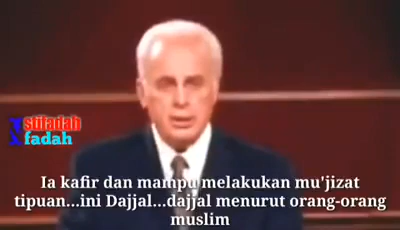 Istifadah
fadah
Ia kafir dan mampu melakukan mu'jizat
tipuan...ini Dajjal...dajjal menurut orang-orang
muslim